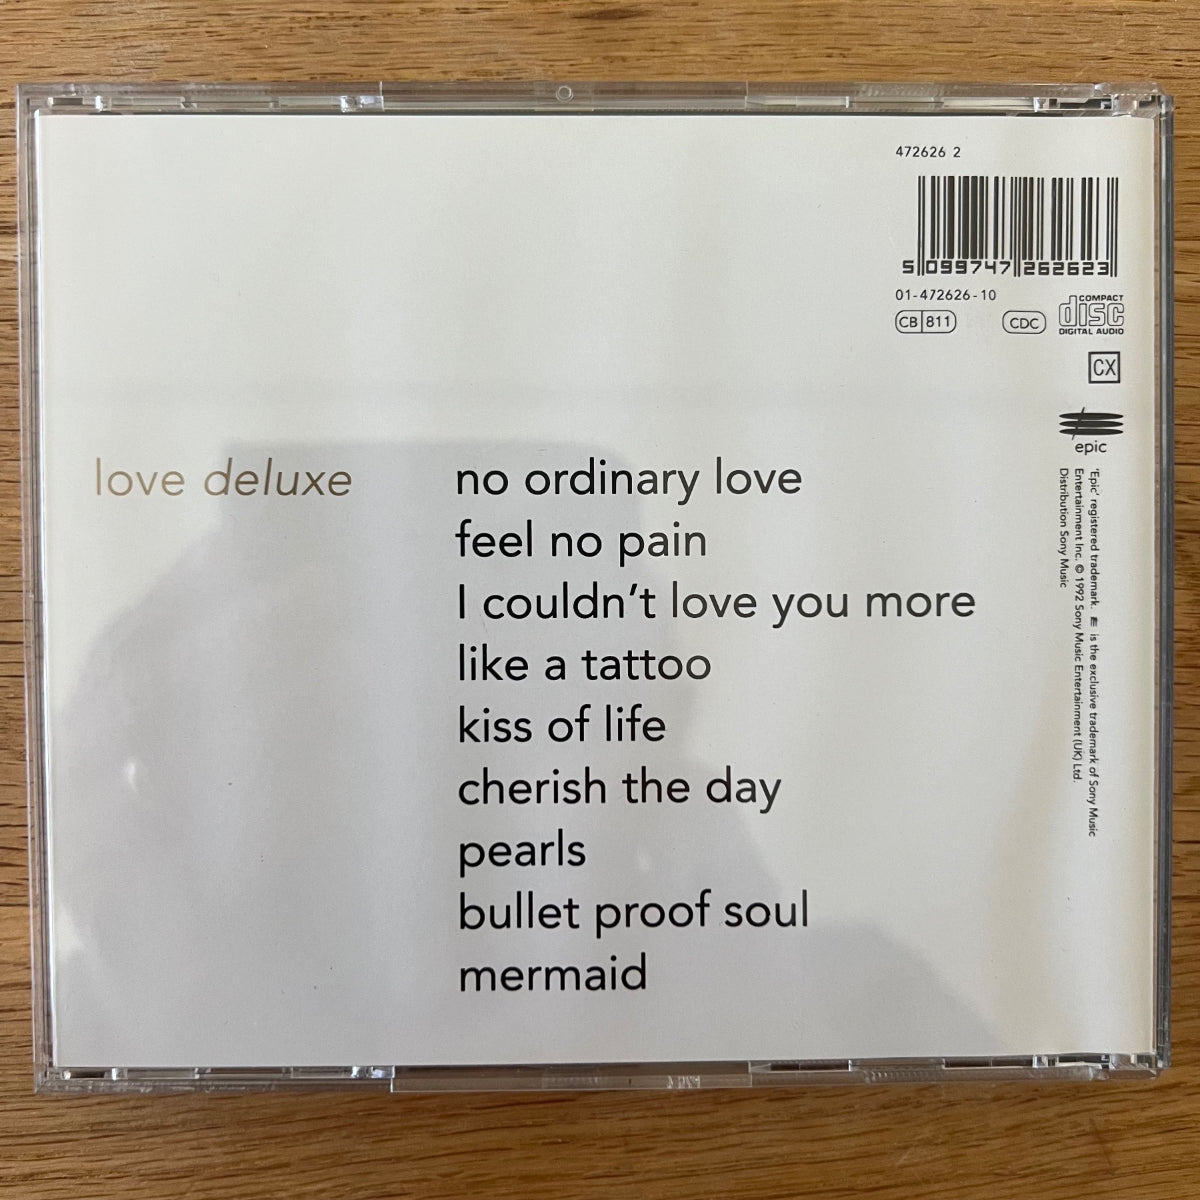 472626 2
5 099747 262623
01-472626-10
CB 811
CDC
COMPACT
disc
DIGITAL AUDIO
CX
epic
'Epic' registered trademark. is the exclusive trademark of Sony Music
Entertainment Inc. © 1992 Sony Music Entertainment (UK) Ltd.
Distribution Sony Music
love deluxe
no ordinary love
feel no pain
I couldn't love you more
like a tattoo
kiss of life
cherish the day
pearls
bullet proof soul
mermaid